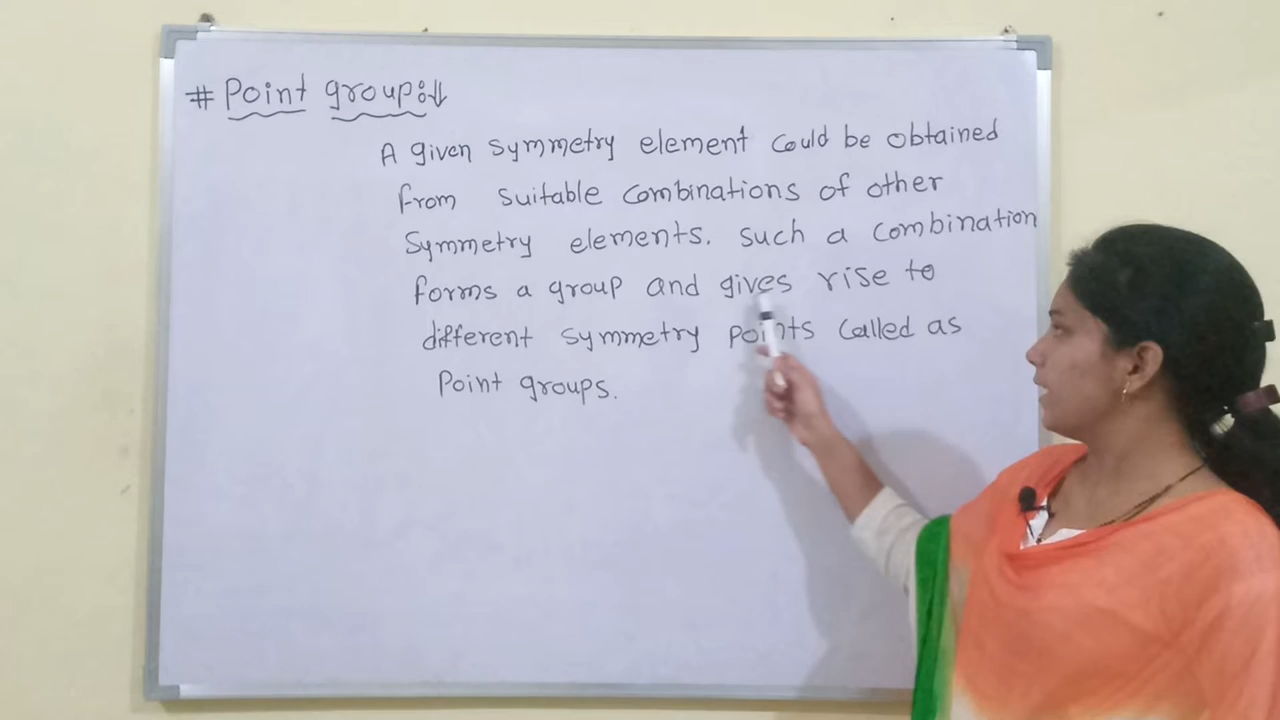 # Point group:↓
A given symmetry element could be obtained
from suitable combinations of other
symmetry elements. such a combination
forms a group and gives rise to
different symmetry points called as
Point groups.